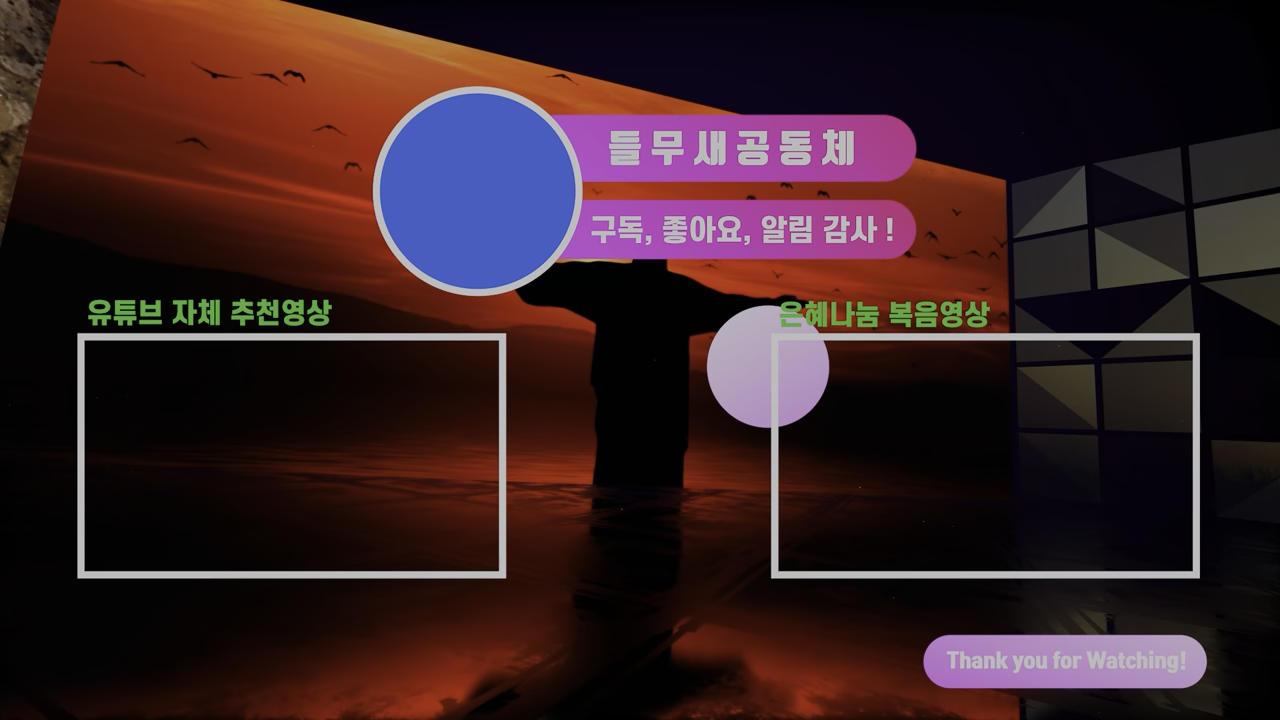 들무새공동체
구독, 좋아요, 알림 감사 !
유튜브 자체 추천영상
은혜나눔 복음영상
Thank you for Watching!